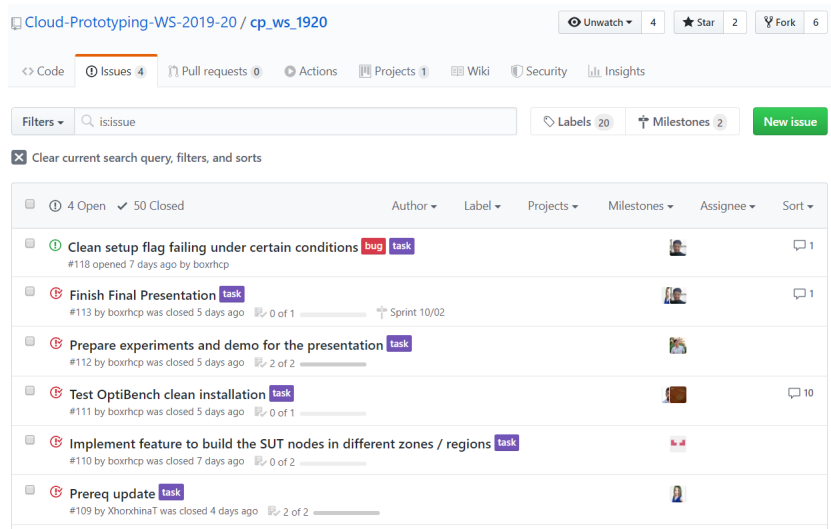 Cloud-Prototyping-WS-2019-20 / cp_ws_1920 Unwatch 4 Star 2 Fork 6
<> Code Issues 4 Pull requests 0 Actions Projects 1 Wiki Security Insights
Filters is:issue Labels 20 Milestones 2 New issue
Clear current search query, filters, and sorts
4 Open 50 Closed Author Label Projects Milestones Assignee Sort
Clean setup flag failing under certain conditions bug task 1
#118 opened 7 days ago by boxrhcp
Finish Final Presentation task 1
#113 by boxrhcp was closed 5 days ago 0 of 1 Sprint 10/02
Prepare experiments and demo for the presentation task
#112 by boxrhcp was closed 5 days ago 2 of 2
Test OptiBench clean installation task 10
#111 by boxrhcp was closed 5 days ago 0 of 1
Implement feature to build the SUT nodes in different zones / regions task
#110 by boxrhcp was closed 7 days ago 0 of 2
Prereq update task
#109 by XhorxhinaT was closed 4 days ago 2 of 2